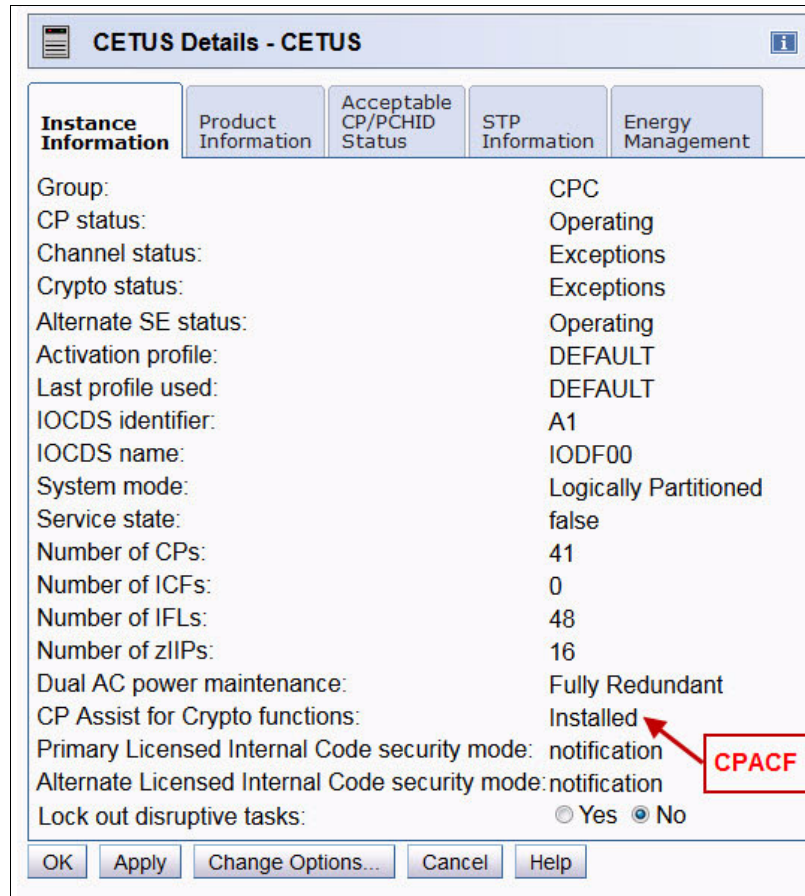 CETUS Details - CETUS
Instance Information
Product Information
Acceptable CP/PCHID Status
STP Information
Energy Management
Group: CPC
CP status: Operating
Channel status: Exceptions
Crypto status: Exceptions
Alternate SE status: Operating
Activation profile: DEFAULT
Last profile used: DEFAULT
IOCDS identifier: A1
IOCDS name: IODF00
System mode: Logically Partitioned
Service state: false
Number of CPs: 41
Number of ICFs: 0
Number of IFLs: 48
Number of zIIPs: 16
Dual AC power maintenance: Fully Redundant
CP Assist for Crypto functions: Installed
CPACF
Primary Licensed Internal Code security mode: notification
Alternate Licensed Internal Code security mode: notification
Lock out disruptive tasks: Yes No
OK Apply Change Options... Cancel Help